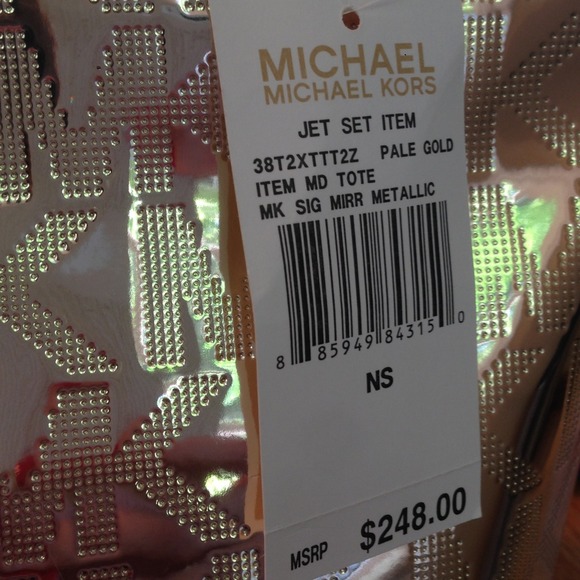 MICHAEL
MICHAEL KORS
JET SET ITEM
38T2XTTT2Z PALE GOLD
ITEM MD TOTE
MK SIG MIRR METALLIC
8 85949 84315 0
NS
MSRP $248.00